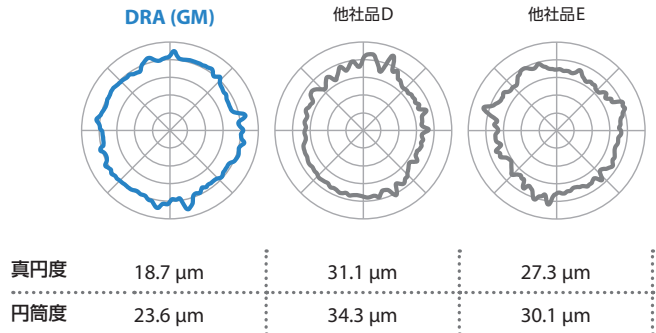 DRA (GM) 他社品D 他社品E
真円度 18.7 μm 31.1 μm 27.3 μm
円筒度 23.6 μm 34.3 μm 30.1 μm